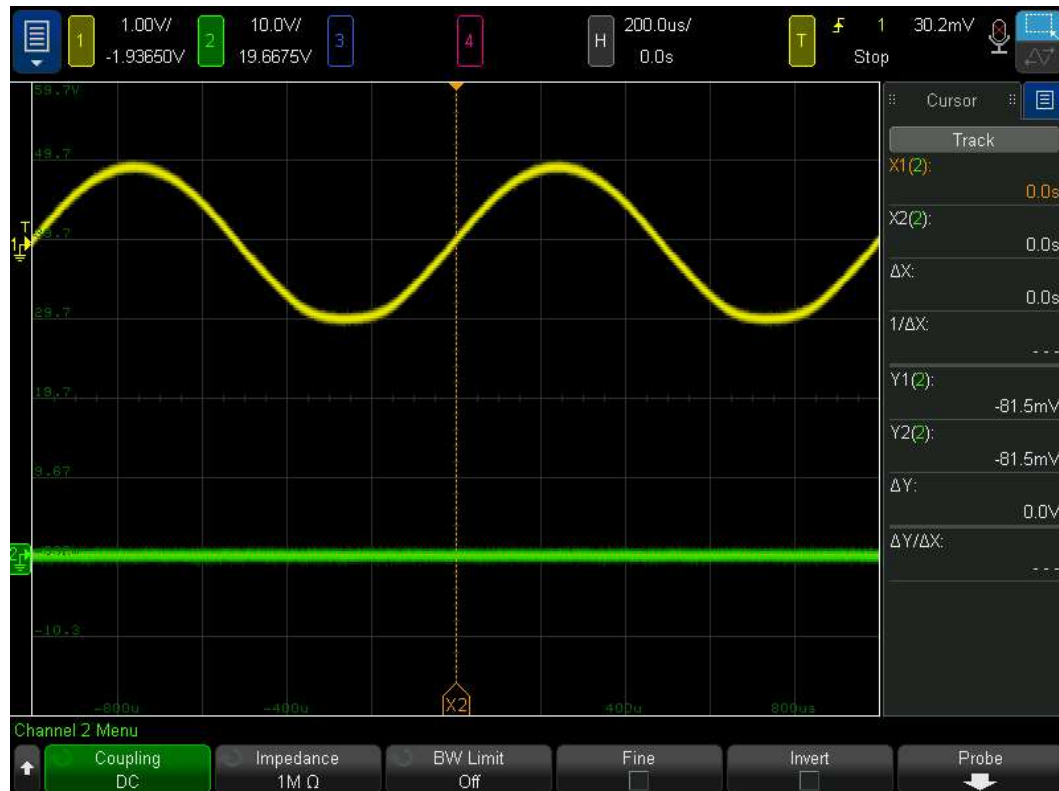 1 1.00V/ -1.93650V 2 10.0V/ 19.6675V 3 4 H 200.0us/ 0.0s T 1 30.2mV Stop
59.7V
49.7
29.7
19.7
9.67
-10.3
T
1
2
-800u -400u X2 400u 800us
Cursor
Track
X1(2):
0.0s
X2(2):
0.0s
ΔX:
0.0s
1/ΔX:
---
Y1(2):
-81.5mV
Y2(2):
-81.5mV
ΔY:
0.0V
ΔY/ΔX:
---
Channel 2 Menu
Coupling Impedance BW Limit Fine Invert Probe
DC 1M Ω Off